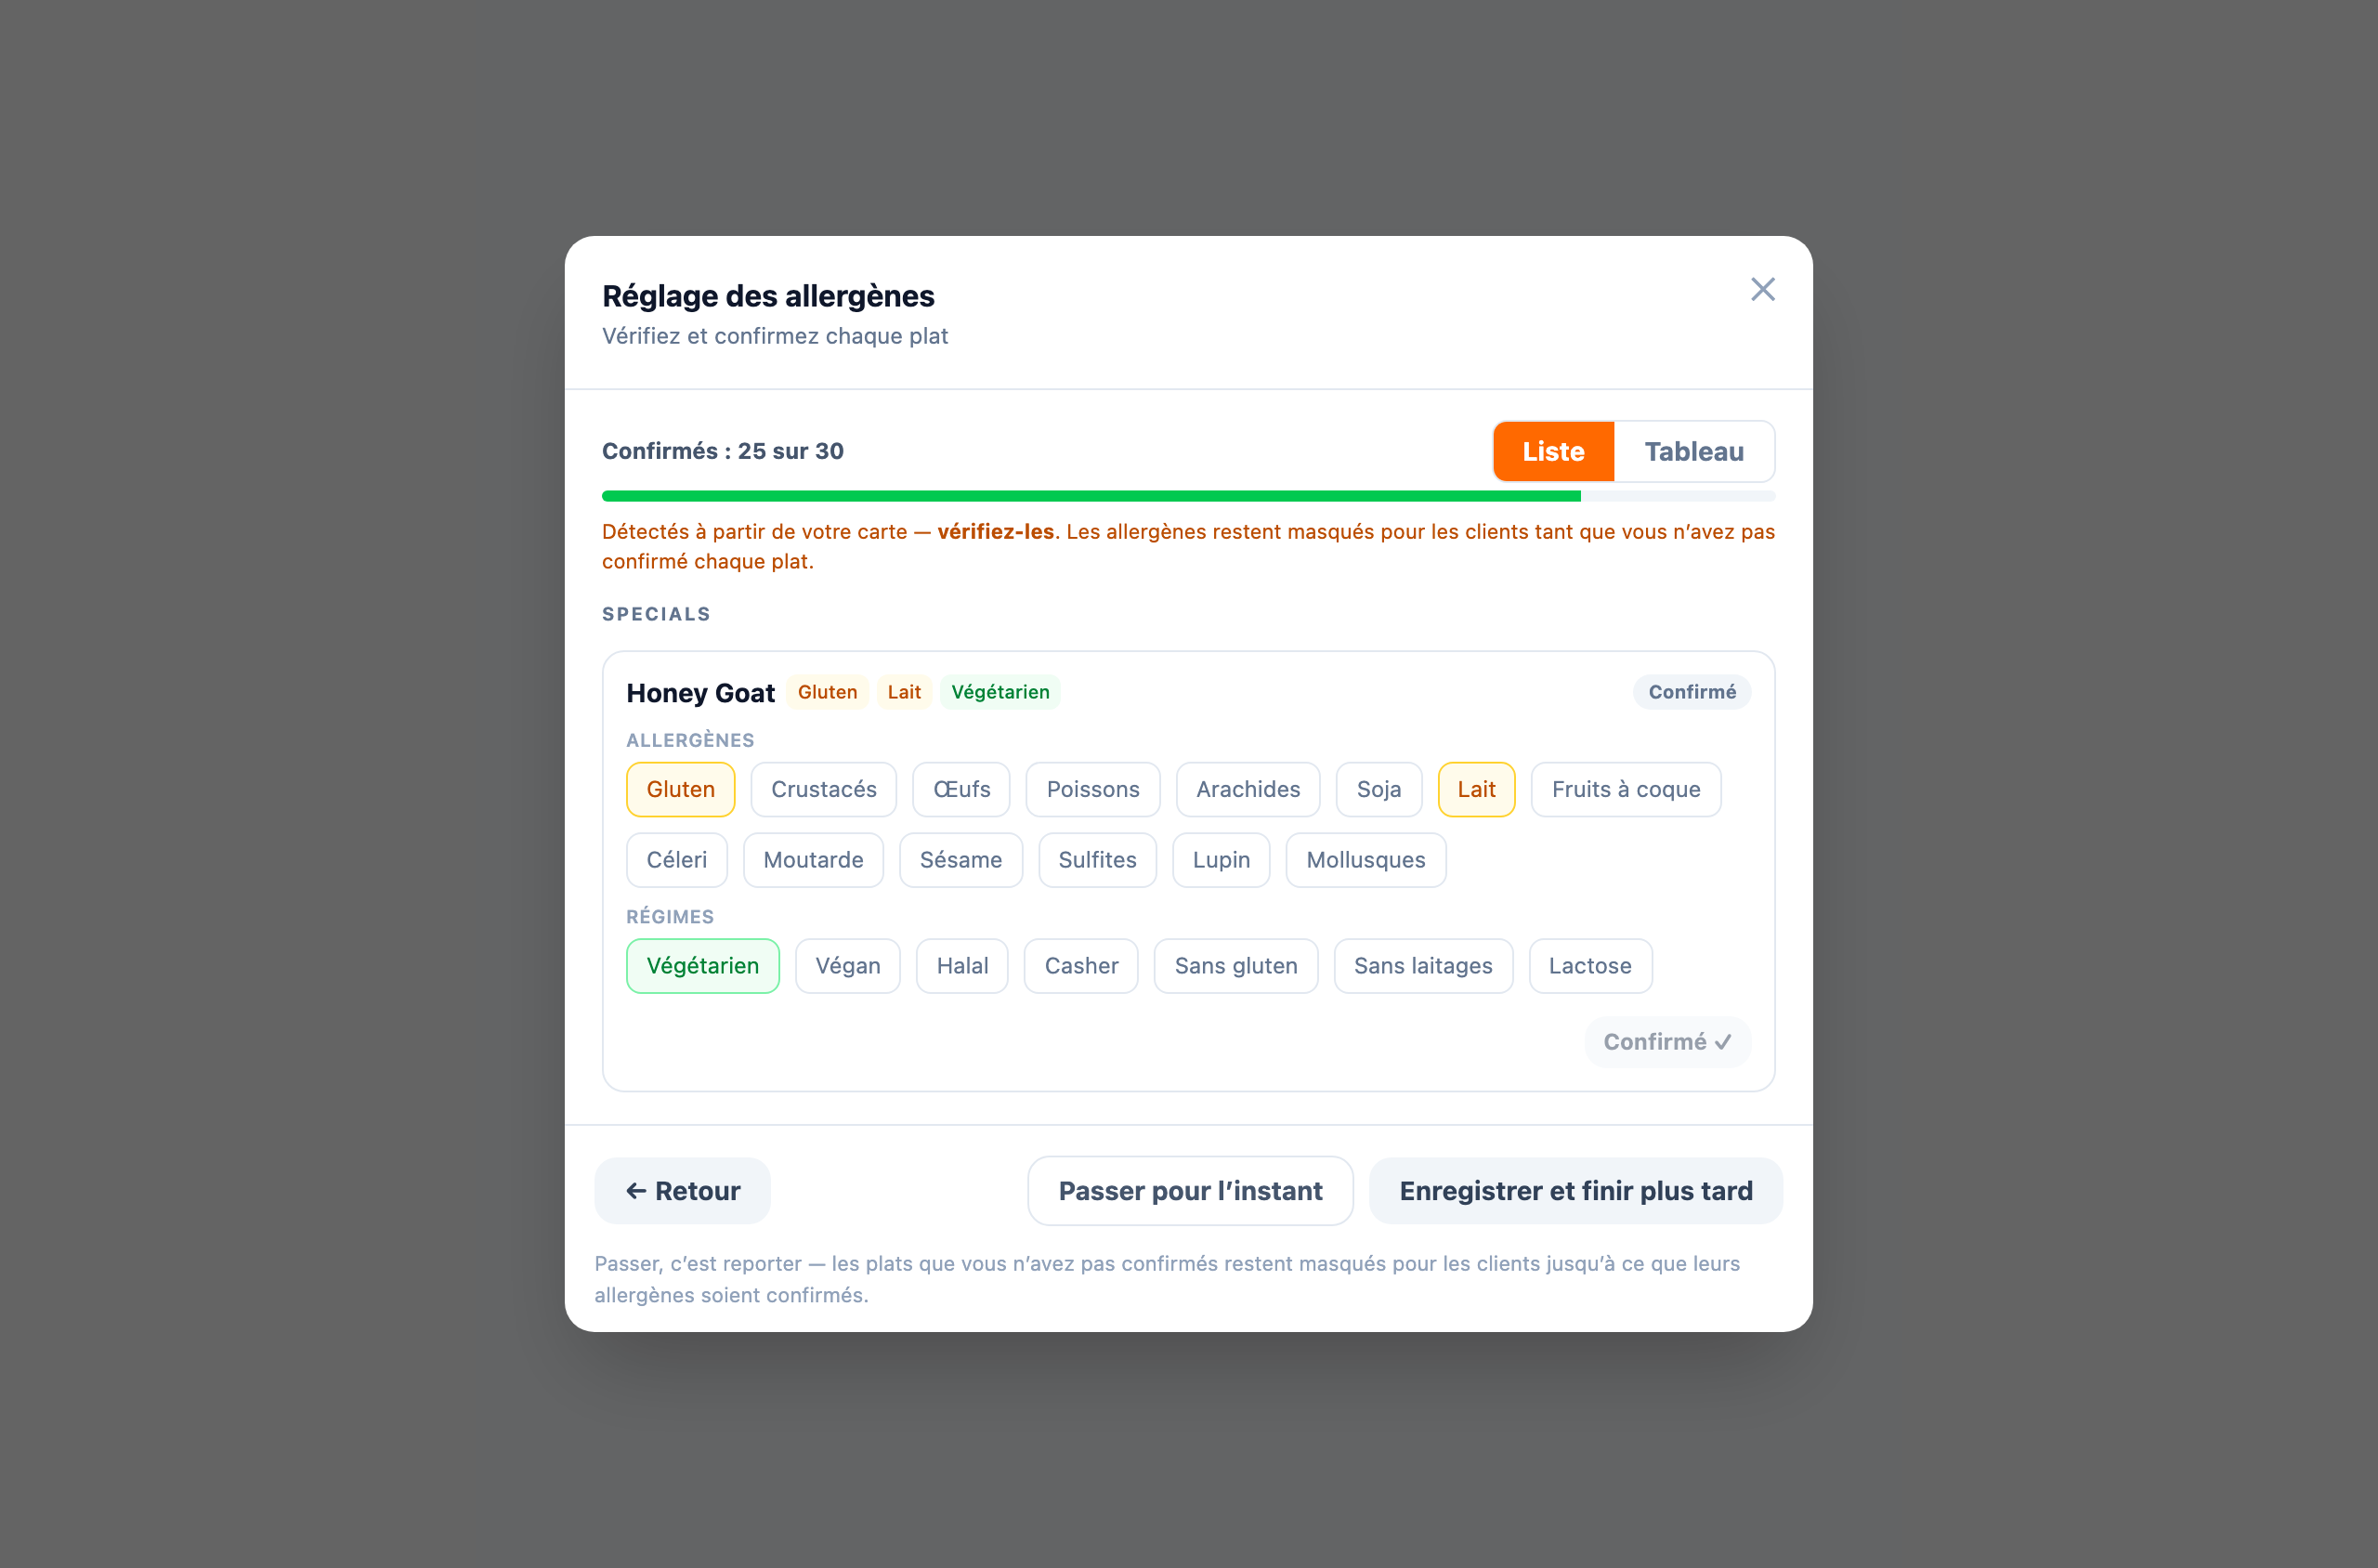 Réglage des allergènes
Vérifiez et confirmez chaque plat
Confirmés : 25 sur 30
Liste Tableau
Détectés à partir de votre carte — vérifiez-les. Les allergènes restent masqués pour les clients tant que vous n’avez pas
confirmé chaque plat.
SPECIALS
Honey Goat Gluten Lait Végétarien Confirmé
ALLERGÈNES
Gluten Crustacés Œufs Poissons Arachides Soja Lait Fruits à coque
Céleri Moutarde Sésame Sulfites Lupin Mollusques
RÉGIMES
Végétarien Végan Halal Casher Sans gluten Sans laitages Lactose
Confirmé ✓
← Retour Passer pour l’instant Enregistrer et finir plus tard
Passer, c’est reporter — les plats que vous n’avez pas confirmés restent masqués pour les clients jusqu’à ce que leurs
allergènes soient confirmés.